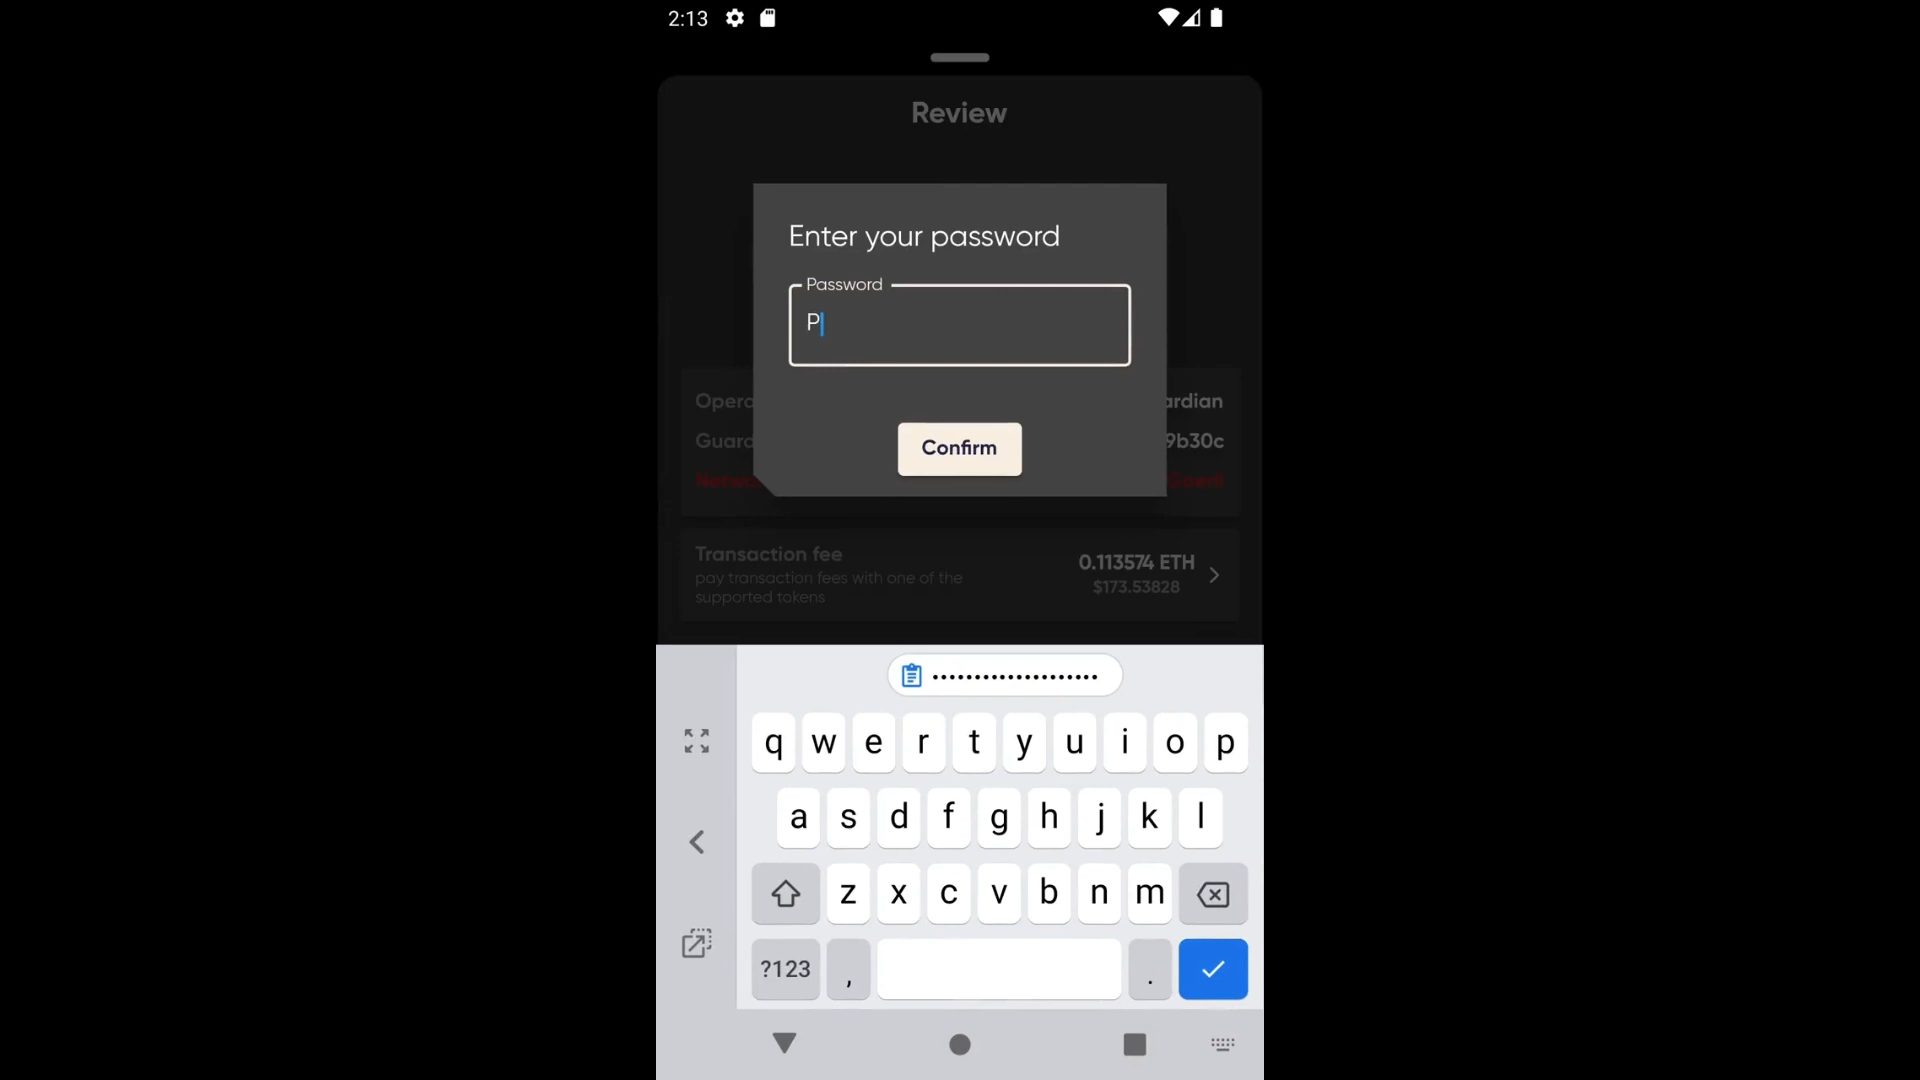 2:13
Review
Enter your password
Password
P
Opera ardian
Guard 9b30c
Netwo Goerli
Confirm
Transaction fee
pay transaction fees with one of the
supported tokens
0.113574 ETH
$173.53828
••••••••••••••••••••
q w e r t y u i o p
a s d f g h j k l
z x c v b n m
?123 , .